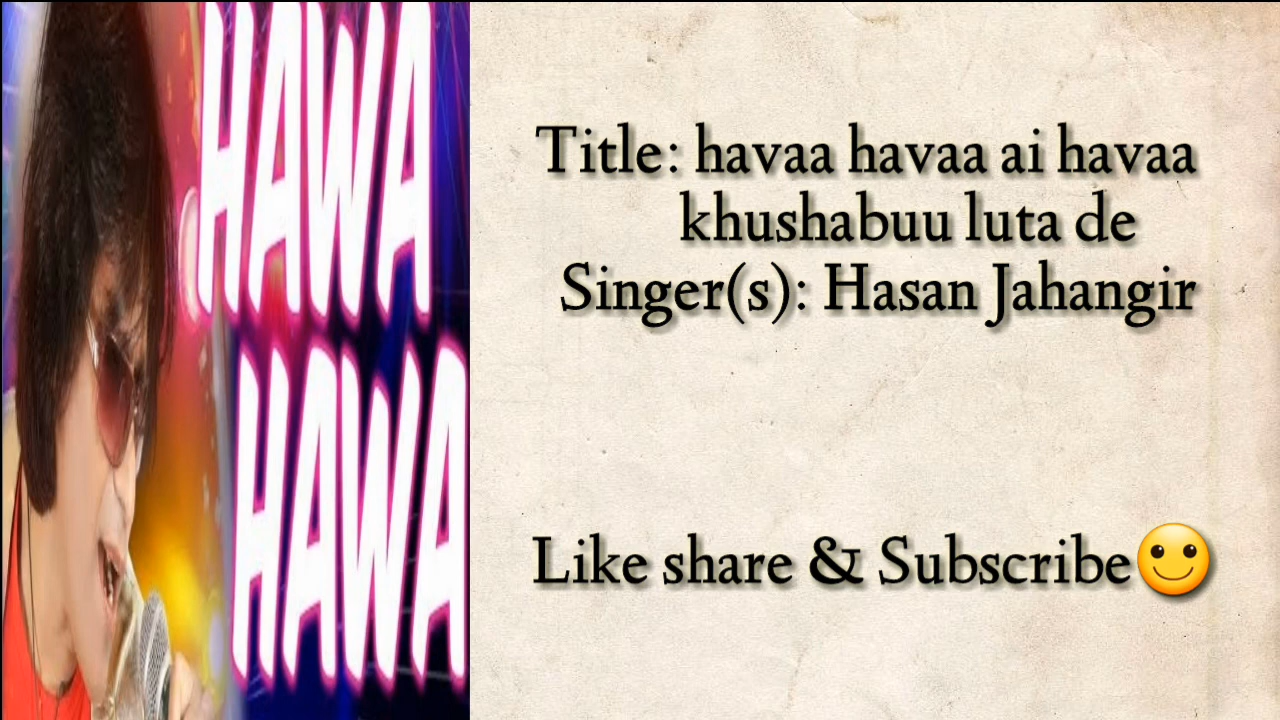 HAWA
HAWA
Title: havaa havaa ai havaa
khushabuu luta de
Singer(s): Hasan Jahangir
Like share & Subscribe🙂